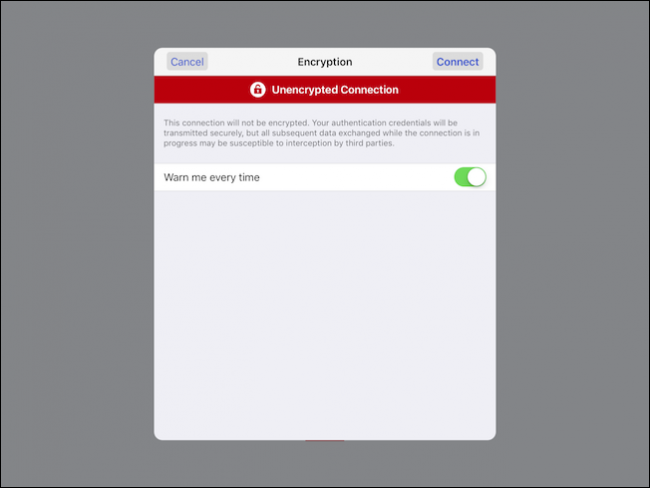 Cancel Encryption Connect
Unencrypted Connection
This connection will not be encrypted. Your authentication credentials will be
transmitted securely, but all subsequent data exchanged while the connection is in
progress may be susceptible to interception by third parties.
Warn me every time